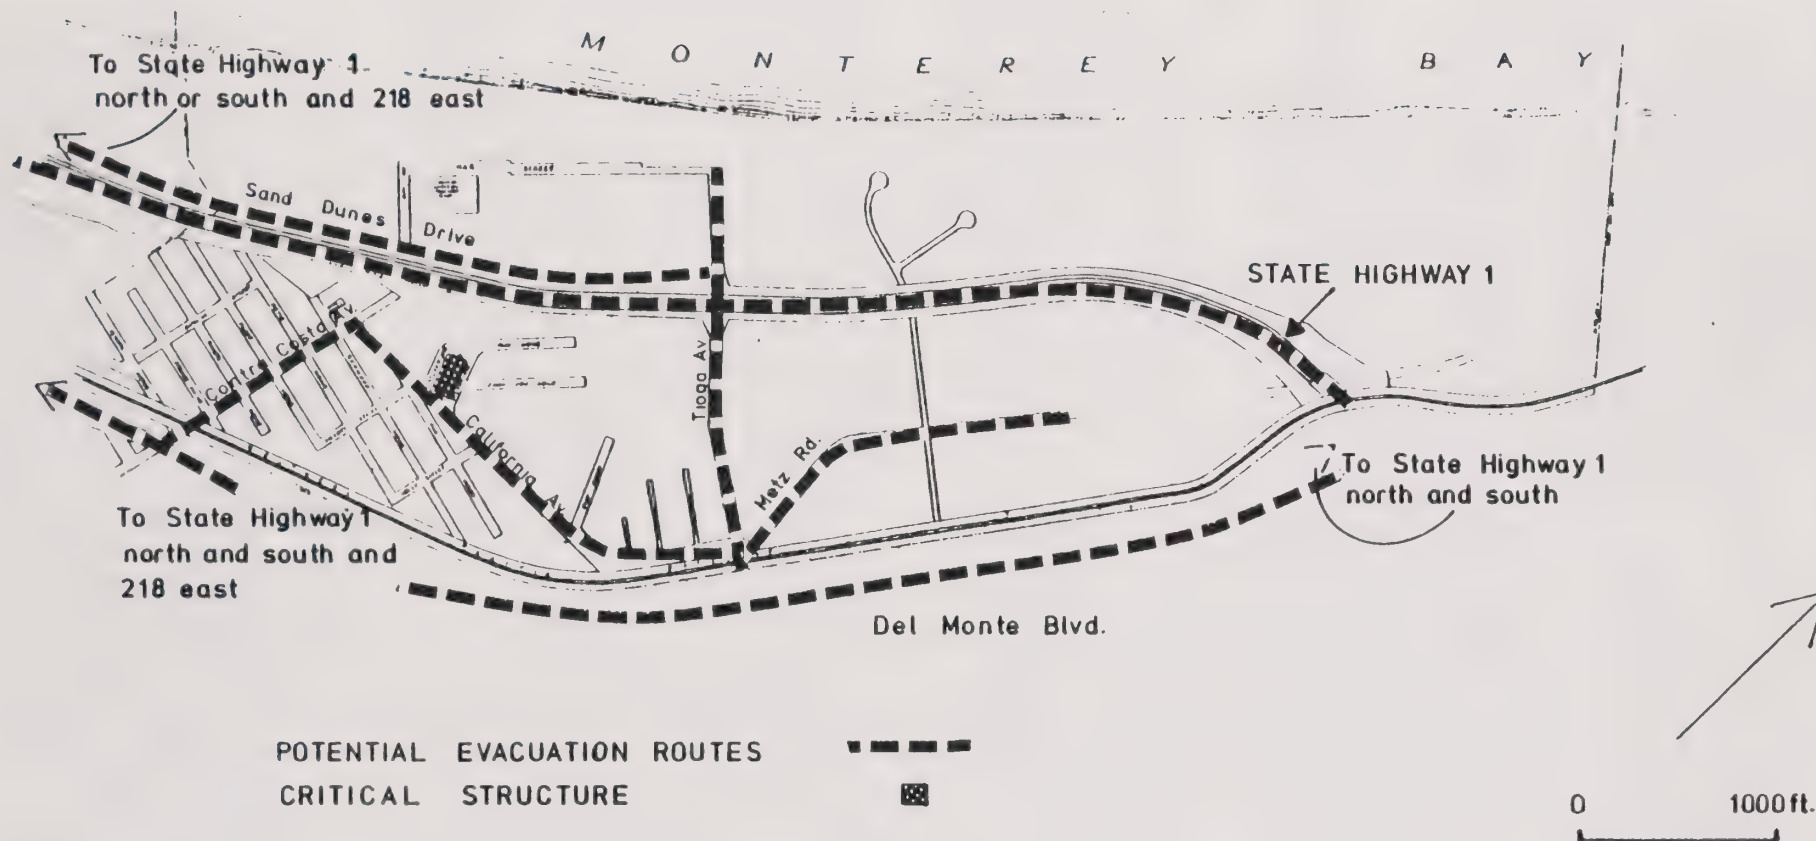 M O N T E R E Y B A Y
To State Highway 1
north or south and 218 east
Sand Dunes Drive
STATE HIGHWAY 1
Contra Costa Av.
Tioga Av.
California Av.
Metz Rd.
To State Highway 1
north and south
To State Highway 1
north and south and
218 east
Del Monte Blvd.
POTENTIAL EVACUATION ROUTES
CRITICAL STRUCTURE
0 1000 ft.